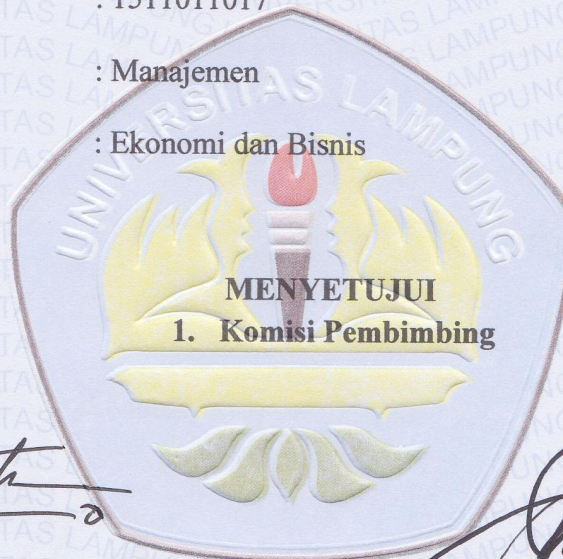 : Manajemen
: Ekonomi dan Bisnis
UNIVERSITAS LAMPUNG
MENYETUJUI
1. Komisi Pembimbing